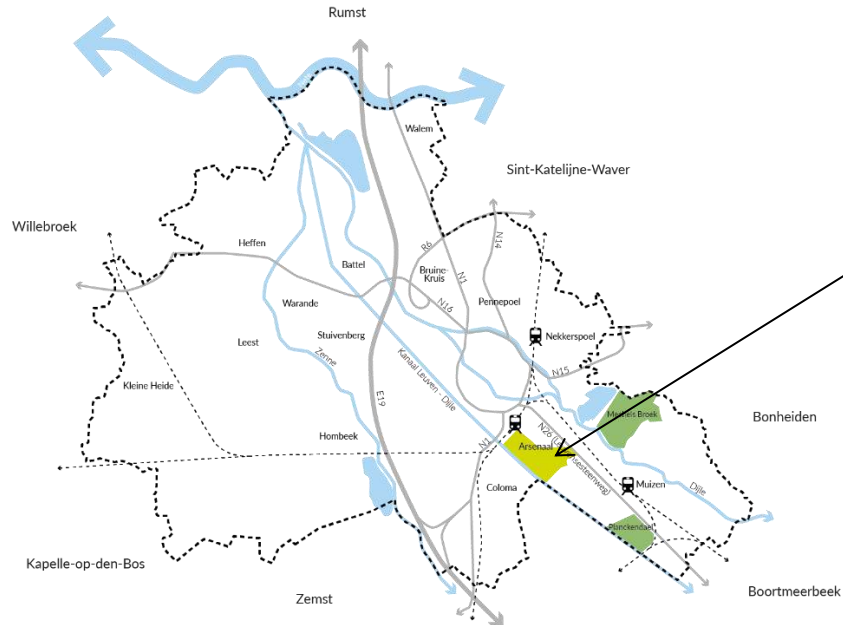 Rumst
Walem
Sint-Katelijne-Waver
Willebroek
Heffen
Battel
R6
Bruine-
Kruis
N1
N14
Pennepoel
N16
Warande
Stuivenberg
Leest
Zenne
Kanaal Leuven - Dijle
Nekkerspoel
N15
Kleine Heide
E19
Mechels Broek
Bonheiden
Hombeek
N1
Arsenaal
N26
Coloma
Muizen
Dijle
Planckendael
Kapelle-op-den-Bos
Zemst
Boortmeerbeek